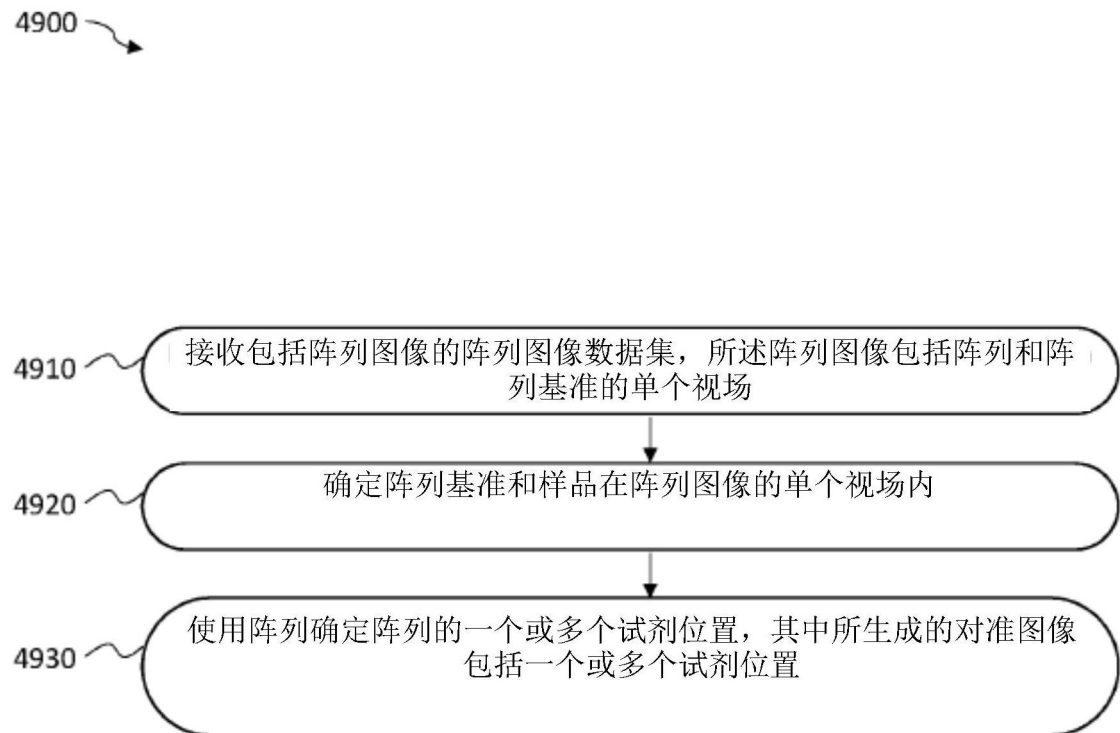 4900
4910
接收包括阵列图像的阵列图像数据集，所述阵列图像包括阵列和阵
列基准的单个视场
4920
确定阵列基准和样品在阵列图像的单个视场内
4930
使用阵列确定阵列的一个或多个试剂位置，其中所生成的对准图像
包括一个或多个试剂位置